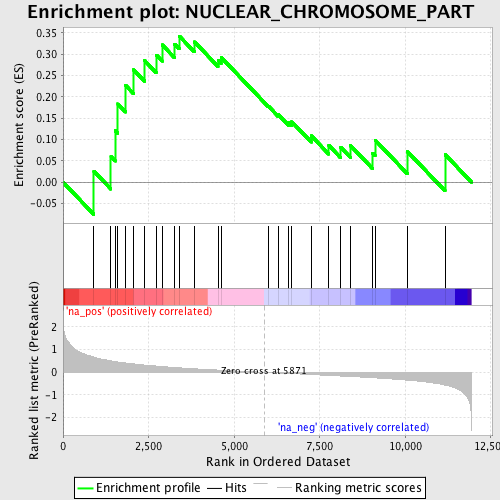 Enrichment plot: NUCLEAR_CHROMOSOME_PART
Enrichment score (ES)
0.35
0.30
0.25
0.20
0.15
0.10
0.05
0.00
-0.05
'na_pos' (positively correlated)
Ranked list metric (PreRanked)
2
1
0
-1
-2
Zero cross at 5871
'na_neg' (negatively correlated)
0
2,500
5,000
7,500
10,000
12,500
Rank in Ordered Dataset
Enrichment profile
Hits
Ranking metric scores